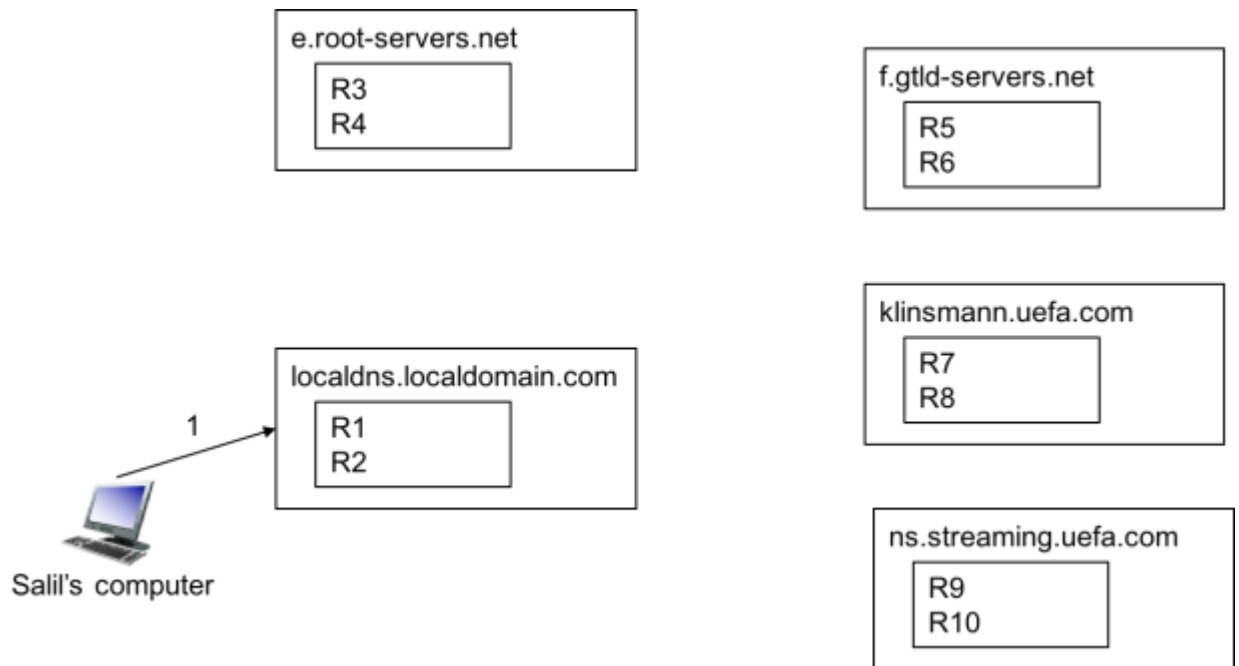 e.root-servers.net
R3
R4
f.gtld-servers.net
R5
R6
klinsmann.uefa.com
R7
R8
localdns.localdomain.com
R1
R2
1
Salil's computer
ns.streaming.uefa.com
R9
R10